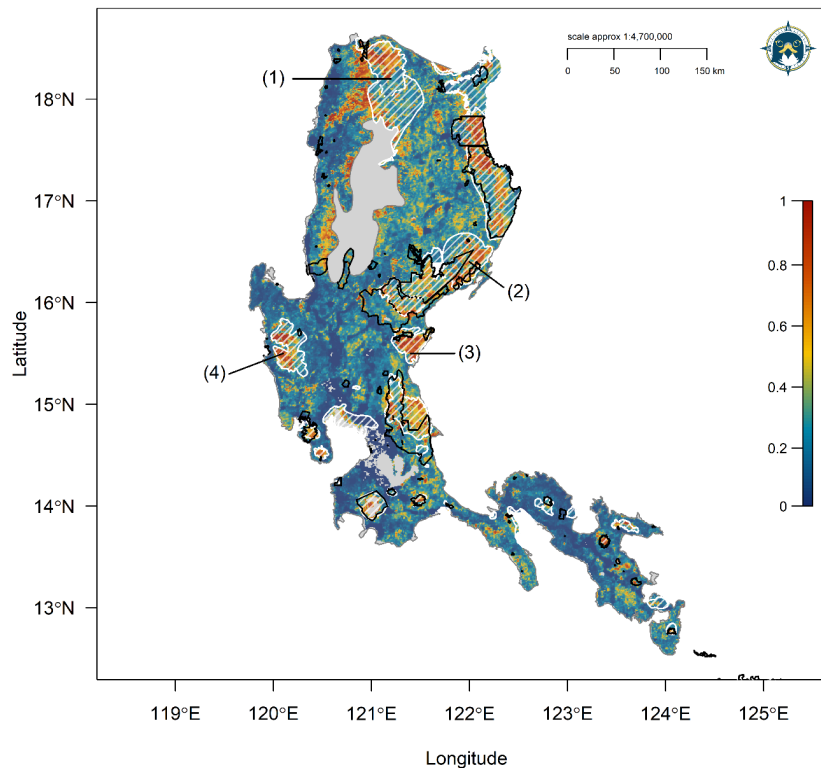 scale approx 1:4,700,000
0 50 100 150 km
(1)
(2)
(3)
(4)
18°N
17°N
16°N
15°N
14°N
13°N
Latitude
1
0.8
0.6
0.4
0.2
0
119°E 120°E 121°E 122°E 123°E 124°E 125°E
Longitude